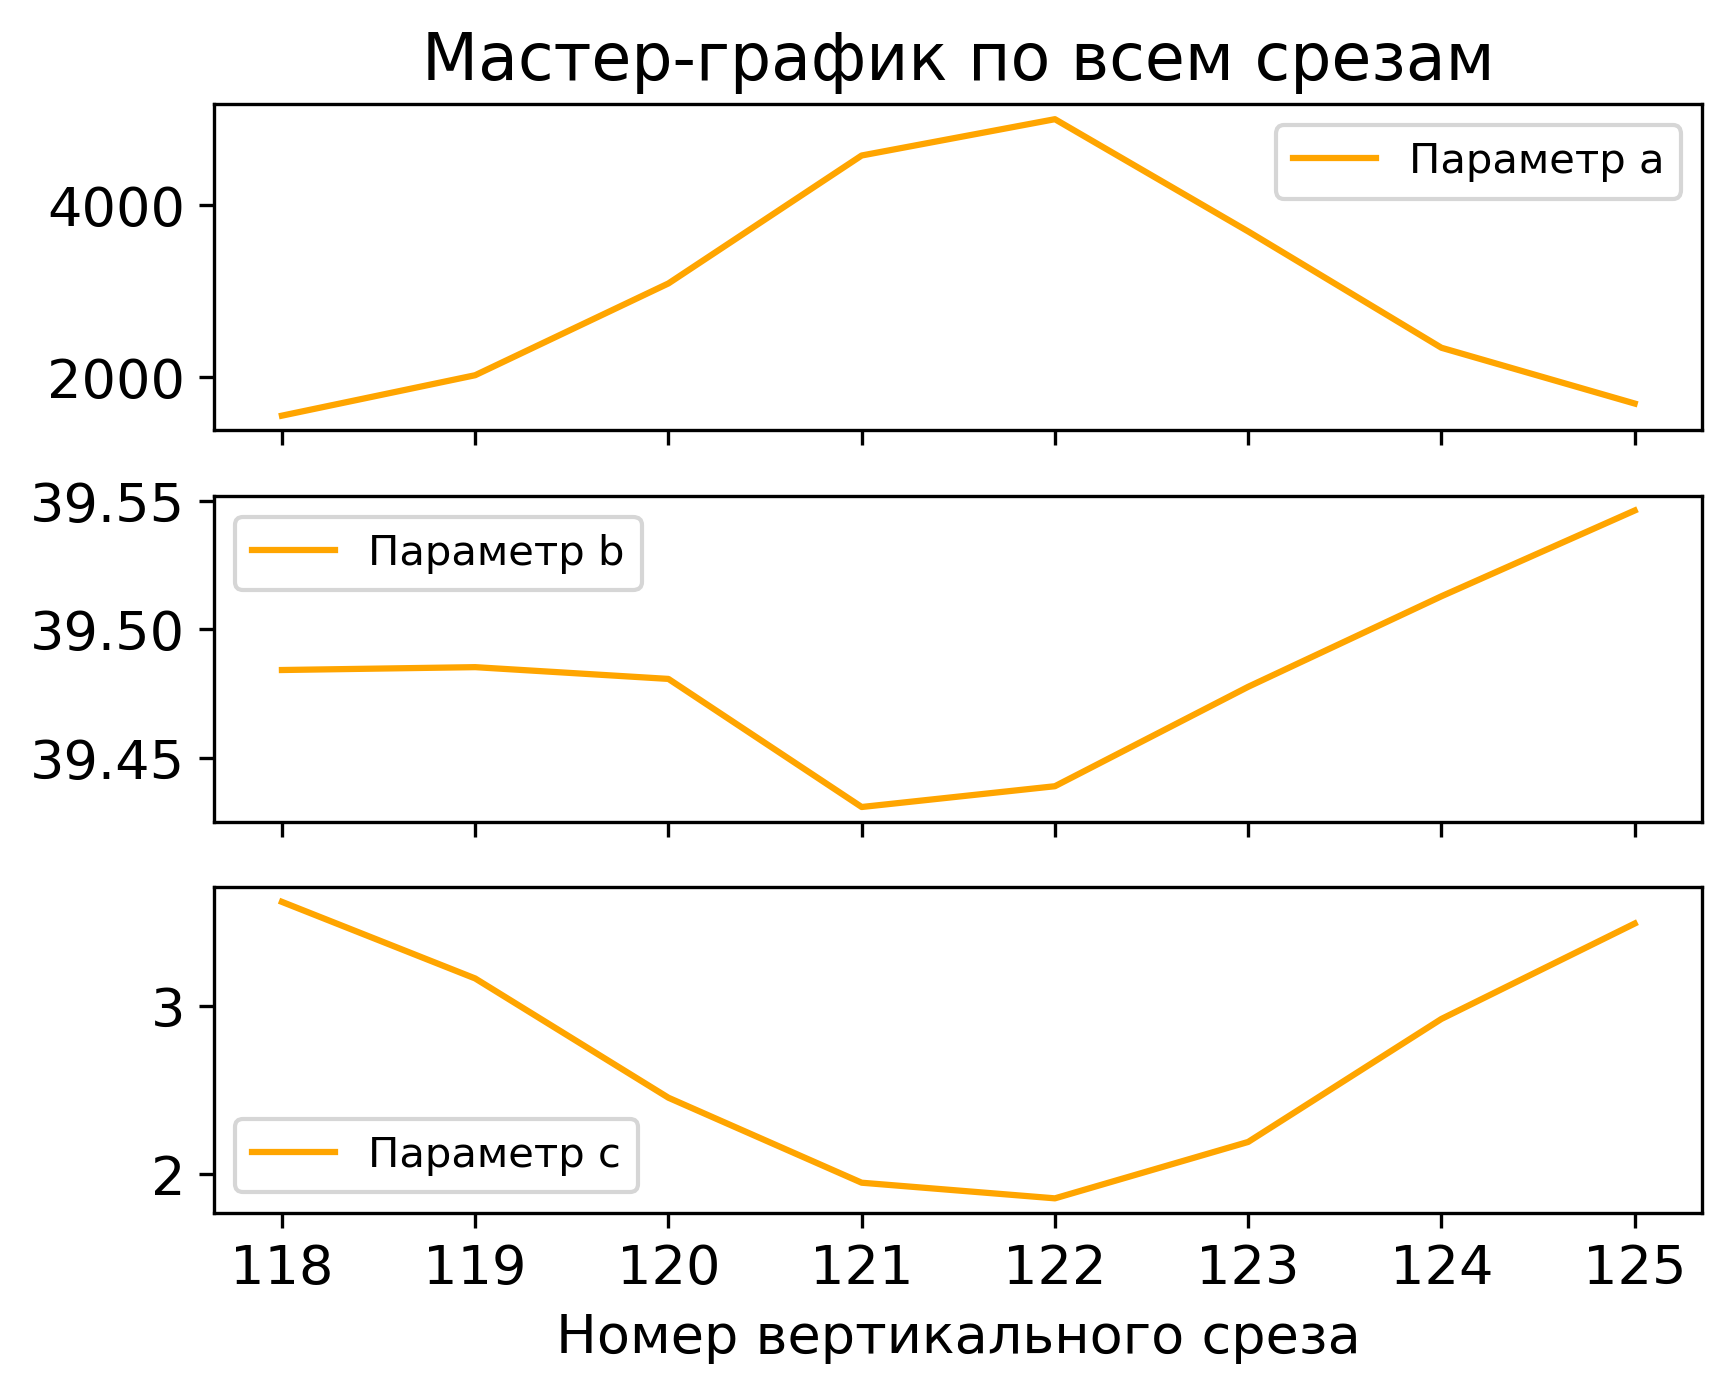 Мастер-график по всем срезам
4000
2000
Параметр a
39.55
39.50
39.45
Параметр b
3
2
Параметр c
118 119 120 121 122 123 124 125
Номер вертикального среза